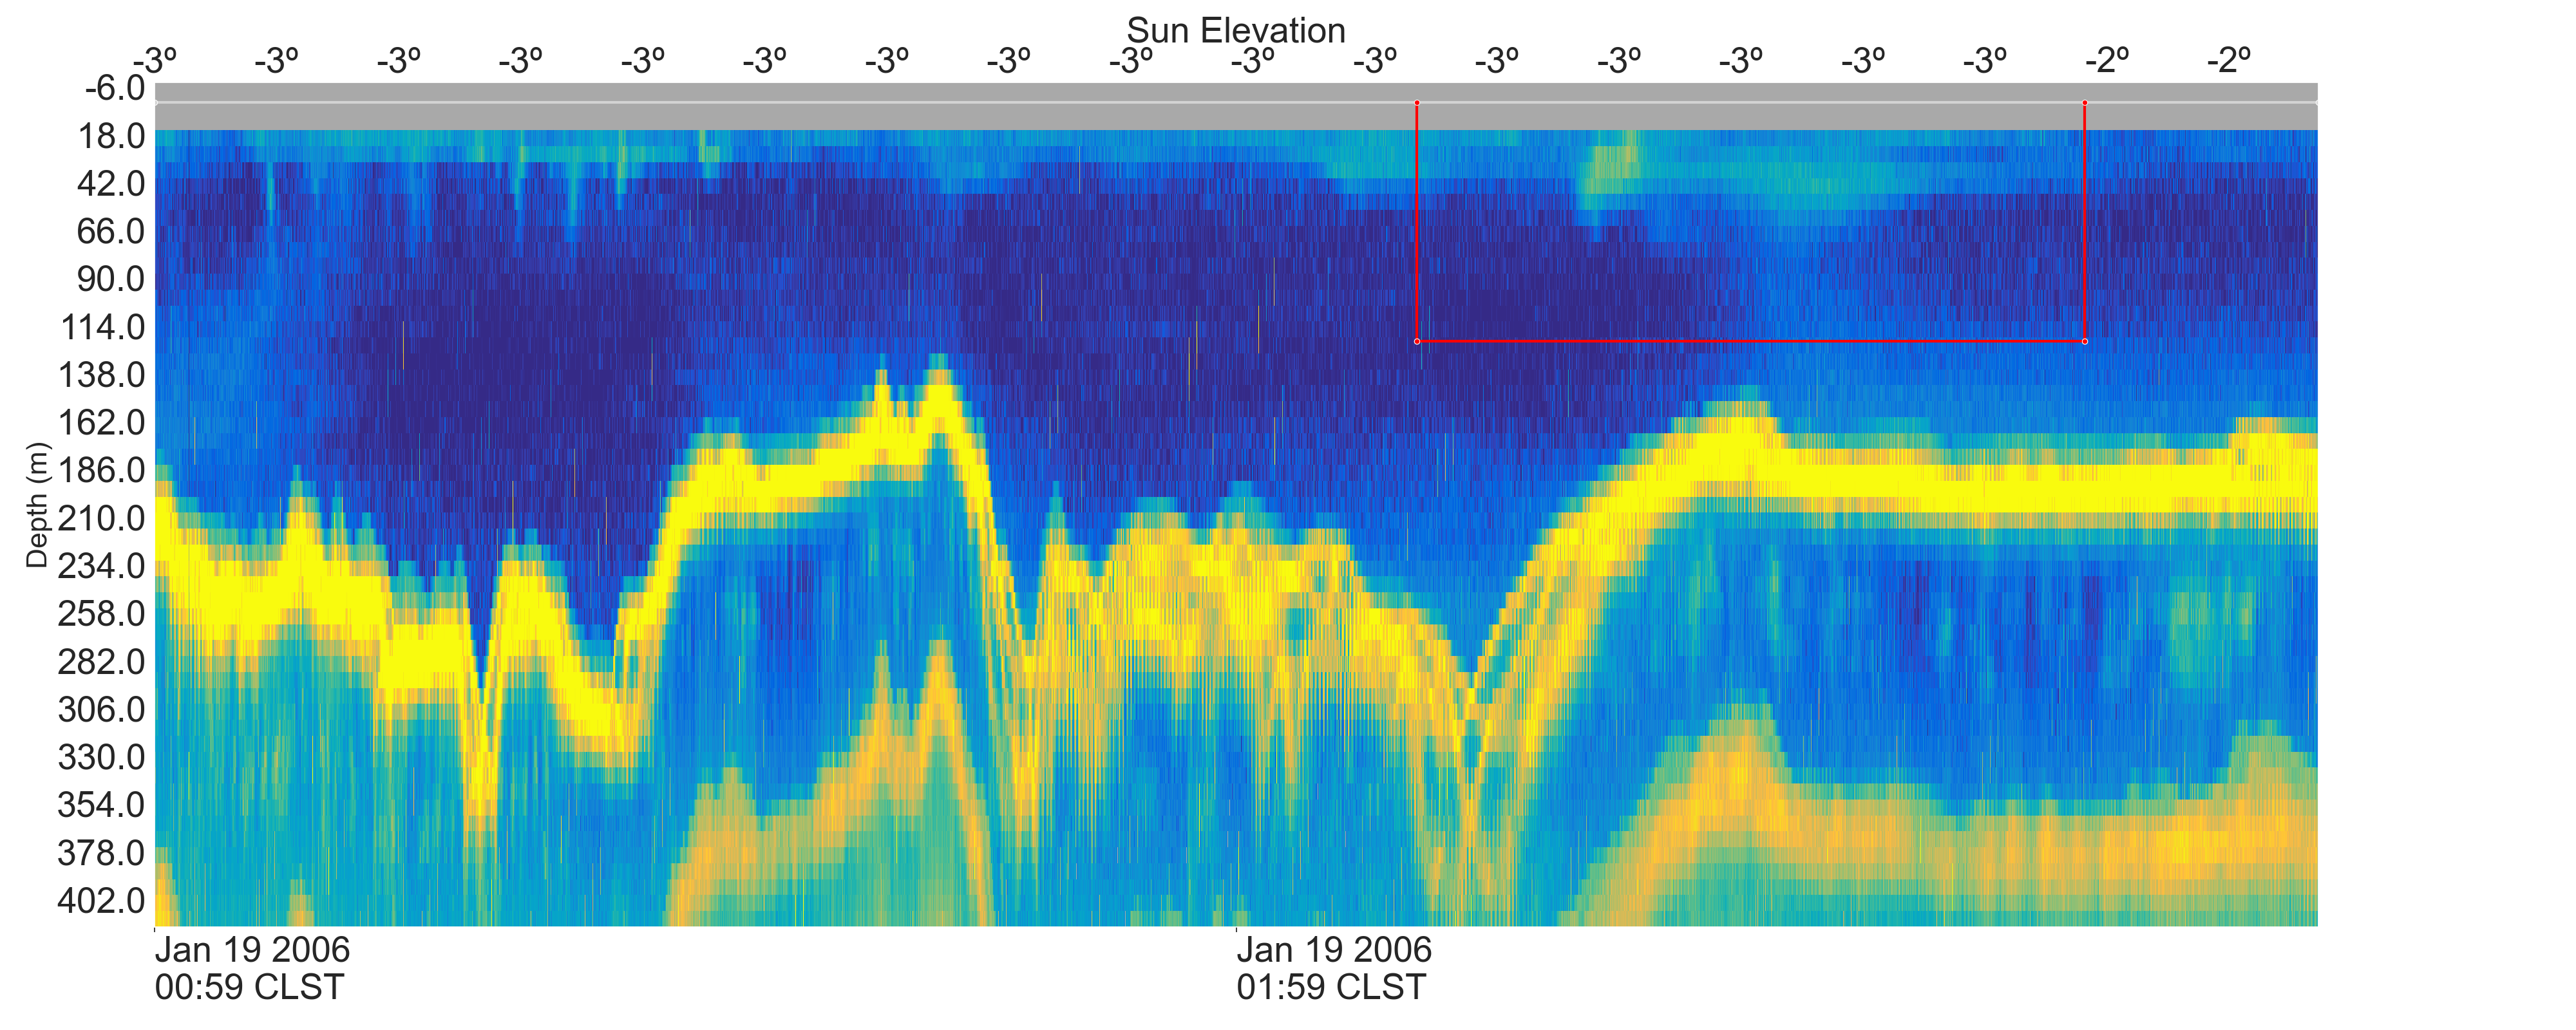 Sun Elevation
-3º -3º -3º -3º -3º -3º -3º -3º -3º -3º -3º -3º -3º -3º -3º -3º -2º -2º
-6.0
18.0
42.0
66.0
90.0
114.0
138.0
162.0
186.0
210.0
234.0
258.0
282.0
306.0
330.0
354.0
378.0
402.0
Depth (m)
Jan 19 2006
00:59 CLST
Jan 19 2006
01:59 CLST